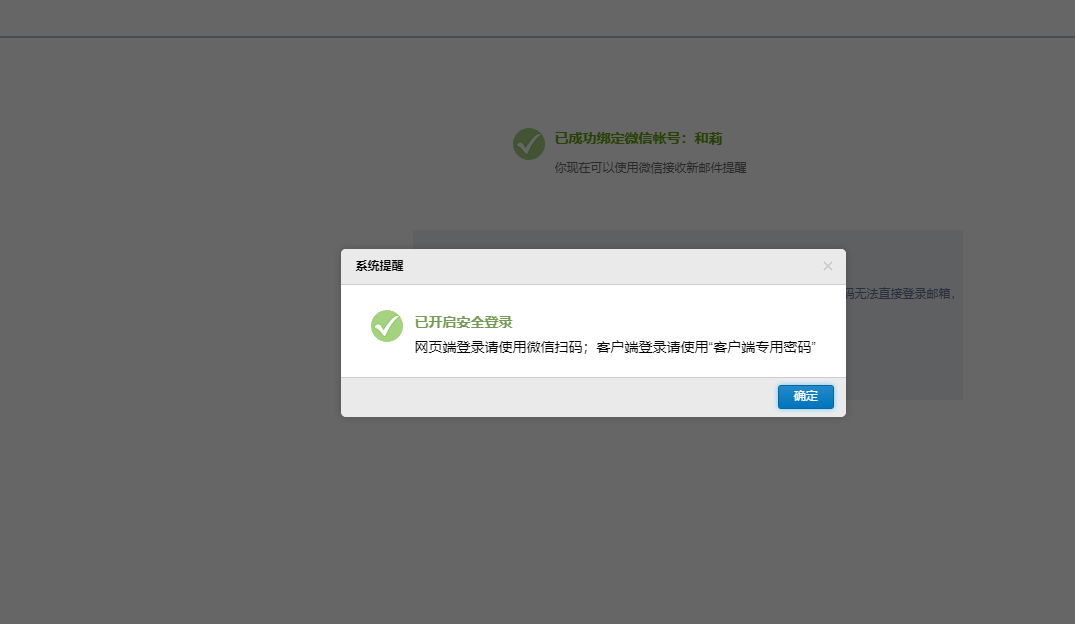 已成功绑定微信帐号：和莉
你现在可以使用微信接收新邮件提醒
系统提醒
×
码无法直接登录邮箱，
已开启安全登录
网页端登录请使用微信扫码；客户端登录请使用“客户端专用密码”
确定